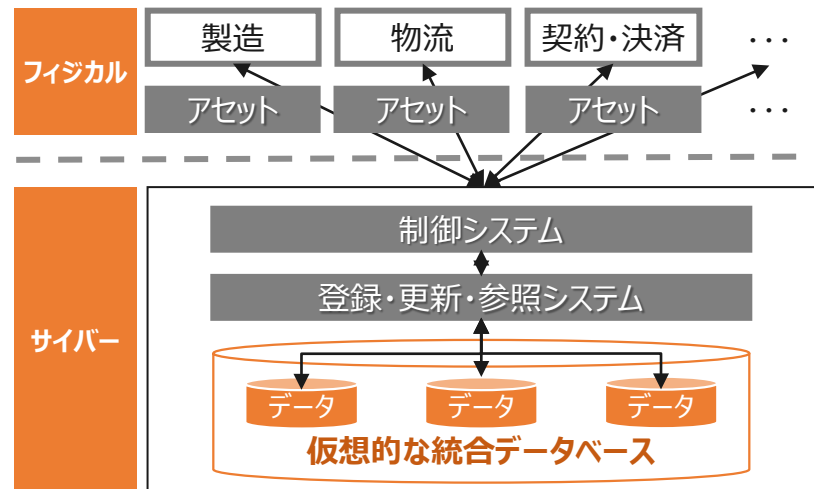 フィジカル
製造
物流
契約・決済
・・・
アセット
アセット
アセット
・・・
サイバー
制御システム
登録・更新・参照システム
データ
データ
データ
仮想的な統合データベース